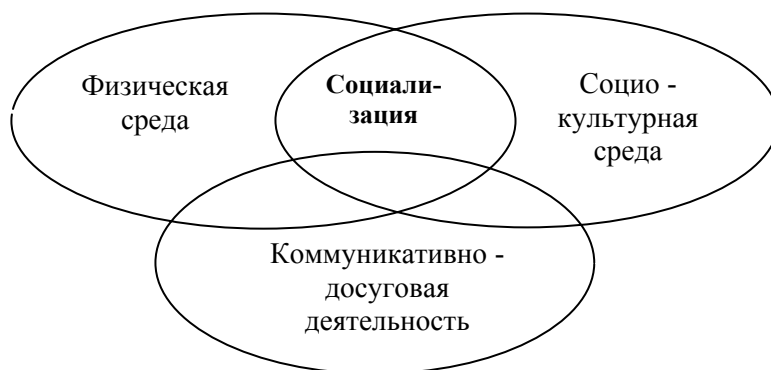 Физическая
среда
Социали-
зация
Социо -
культурная
среда
Коммуникативно -
досуговая
деятельность